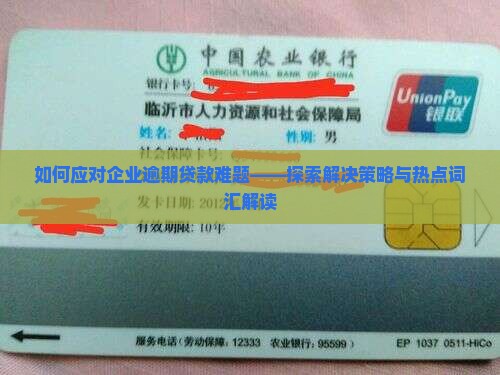 中国农业银行
AGRICULTURAL BANK OF CHINA
银行卡号:
UnionPay
银联
临沂市人力资源和社会保障局
姓名:
性别: 男
社会保障卡号:
如何应对企业逾期贷款难题——探索解决策略与热点词
汇解读
发卡日期: 2012
有效期限: 10年
服务电话(劳动保障: 12333 农业银行: 95599)
EP 1037 0511-HiCo